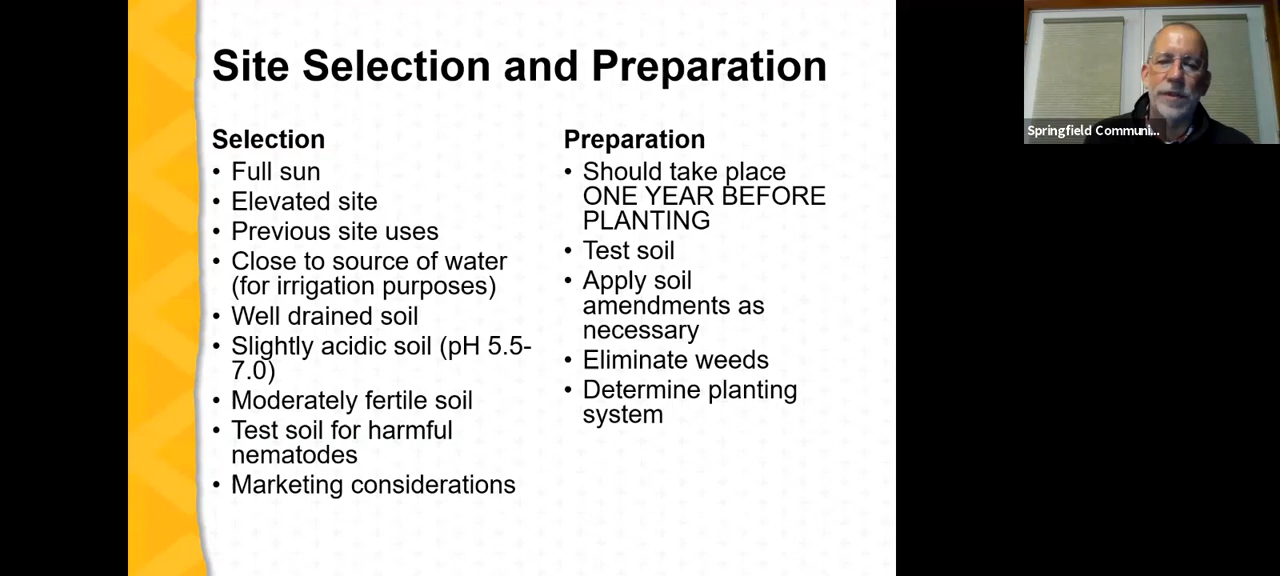 Site Selection and Preparation
Selection
• Full sun
• Elevated site
• Previous site uses
• Close to source of water
(for irrigation purposes)
• Well drained soil
• Slightly acidic soil (pH 5.5-
7.0)
• Moderately fertile soil
• Test soil for harmful
nematodes
• Marketing considerations
Preparation
• Should take place
ONE YEAR BEFORE
PLANTING
• Test soil
• Apply soil
amendments as
necessary
• Eliminate weeds
• Determine planting
system
Springfield Communi...